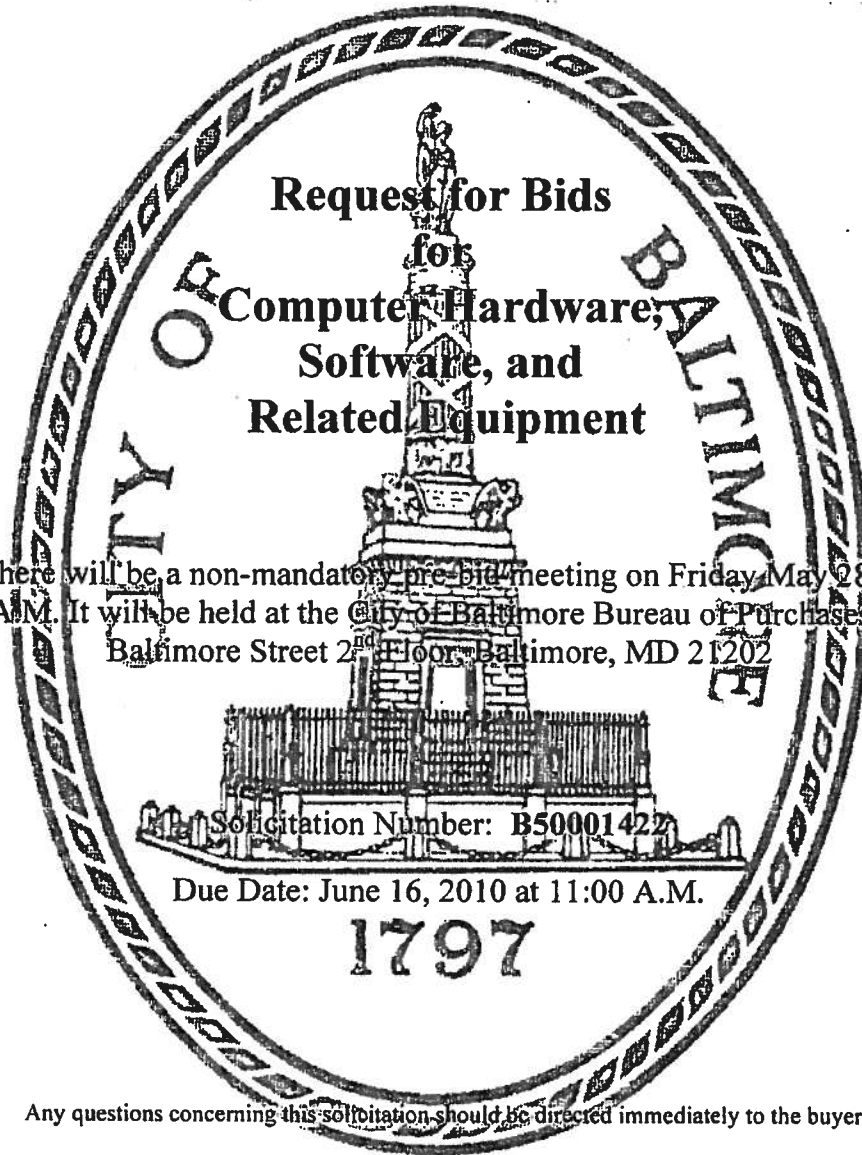 Request for Bids
for
Computer Hardware,
Software, and
Related Equipment
CITY OF BALTIMORE
here will be a non-mandatory pre-bid meeting on Friday May 28
A.M. It will be held at the City of Baltimore Bureau of Purchases
Baltimore Street 2nd Floor, Baltimore, MD 21202
Solicitation Number: B50001422
Due Date: June 16, 2010 at 11:00 A.M.
1797
Any questions concerning this solicitation should be directed immediately to the buyer